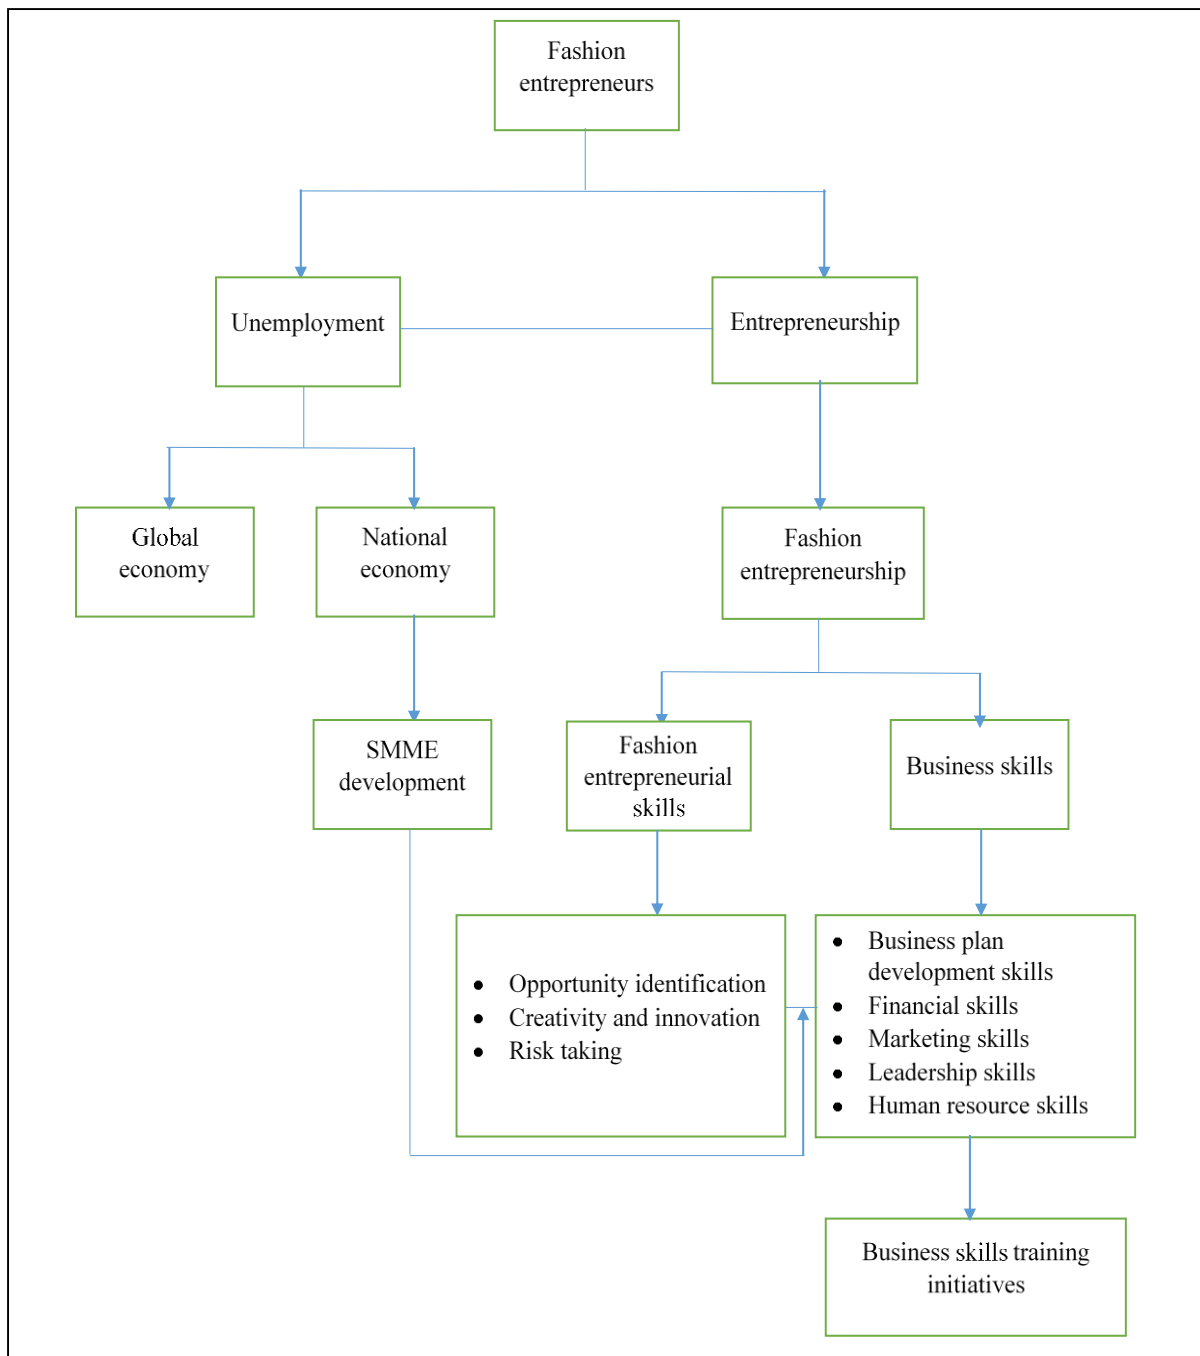 Fashion
entrepreneurs
Unemployment
Entrepreneurship
Global
economy
National
economy
Fashion
entrepreneurship
SMME
development
Fashion
entrepreneurial
skills
Business skills
• Opportunity identification
• Creativity and innovation
• Risk taking
• Business plan
development skills
• Financial skills
• Marketing skills
• Leadership skills
• Human resource skills
Business skills training
initiatives